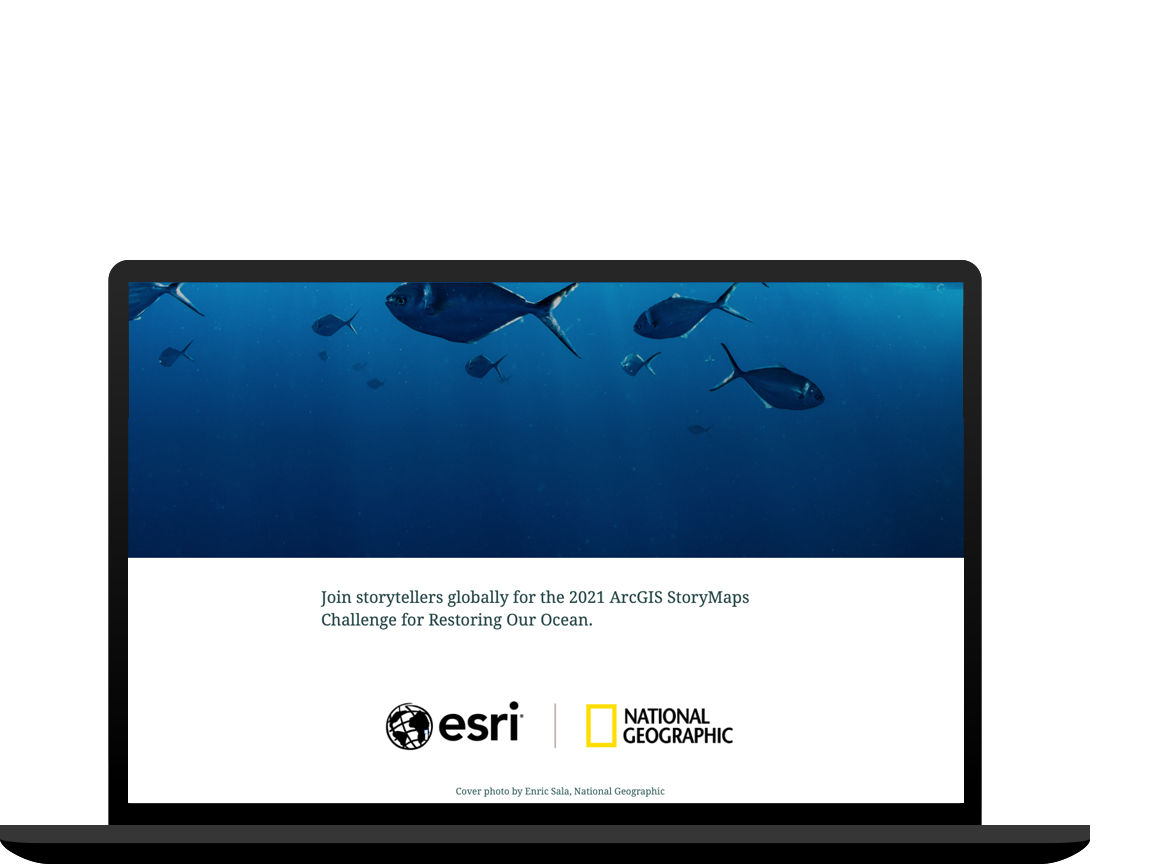 Join storytellers globally for the 2021 ArcGIS StoryMaps
Challenge for Restoring Our Ocean.
esri
NATIONAL
GEOGRAPHIC
Cover photo by Enric Sala, National Geographic